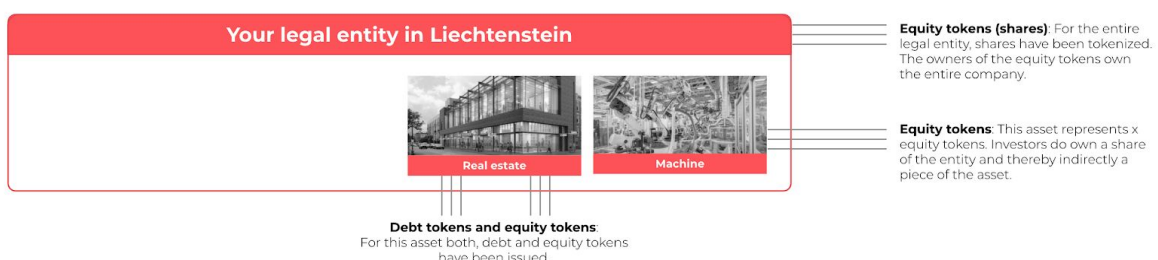 Your legal entity in Liechtenstein
Equity tokens (shares): For the entire
legal entity, shares have been tokenized.
The owners of the equity tokens own
the entire company.
Real estate
Machine
Equity tokens: This asset represents x
equity tokens. Investors do own a share
of the entity and thereby indirectly a
piece of the asset.
Debt tokens and equity tokens:
For this asset both, debt and equity tokens
have been issued